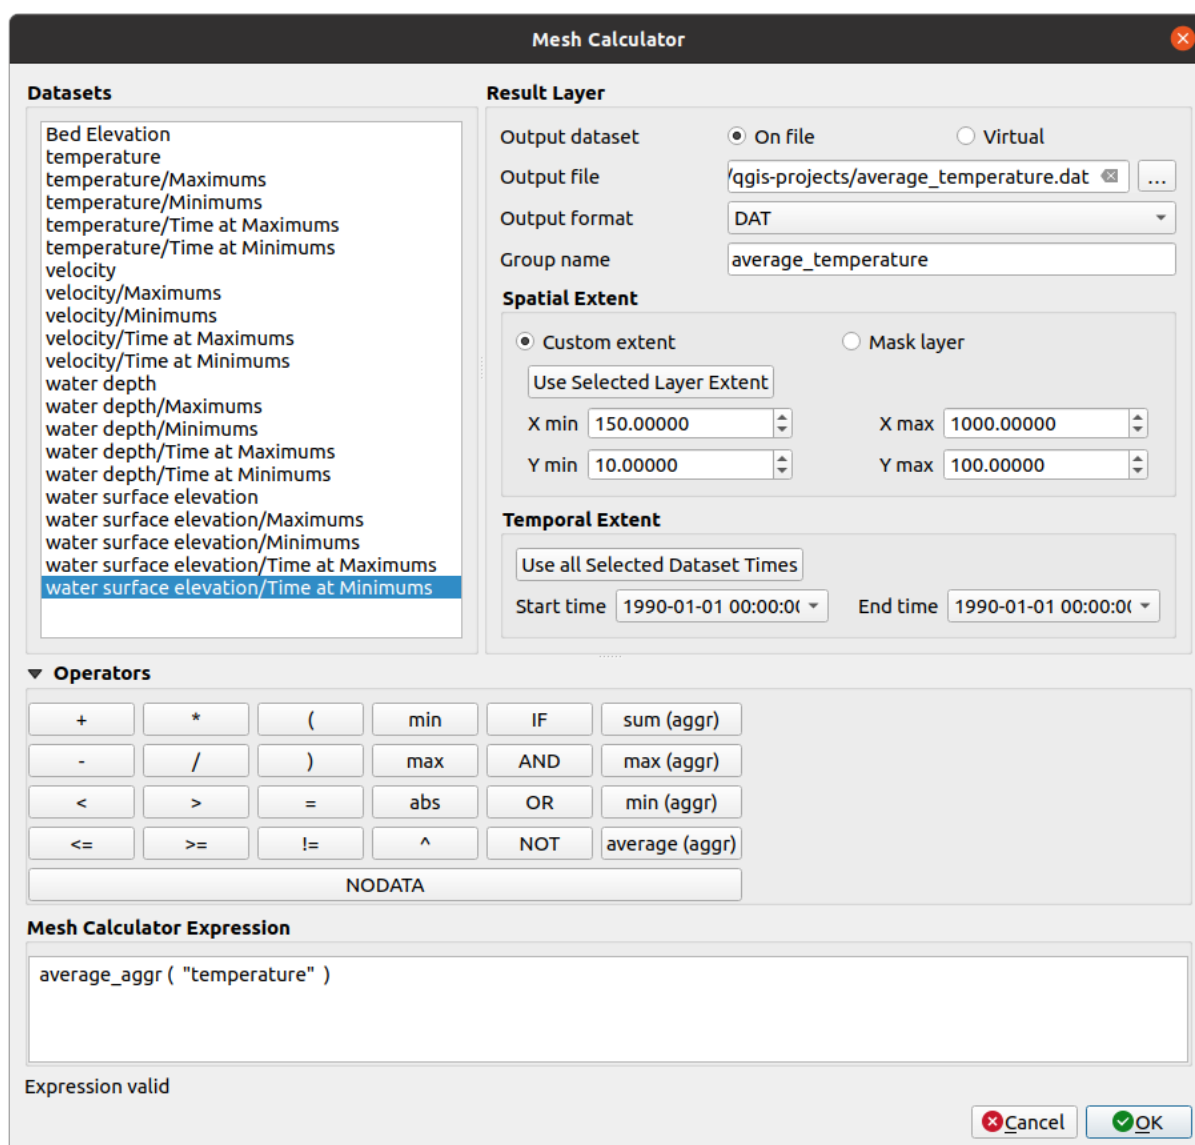 Mesh Calculator
Datasets
Bed Elevation
temperature
temperature/Maximums
temperature/Minimums
temperature/Time at Maximums
temperature/Time at Minimums
velocity
velocity/Maximums
velocity/Minimums
velocity/Time at Maximums
velocity/Time at Minimums
water depth
water depth/Maximums
water depth/Minimums
water depth/Time at Maximums
water depth/Time at Minimums
water surface elevation
water surface elevation/Maximums
water surface elevation/Minimums
water surface elevation/Time at Maximums
water surface elevation/Time at Minimums
Result Layer
Output dataset On file Virtual
Output file /qgis-projects/average_temperature.dat ...
Output format DAT
Group name average_temperature
Spatial Extent
Custom extent Mask layer
Use Selected Layer Extent
X min 150.00000 X max 1000.00000
Y min 10.00000 Y max 100.00000
Temporal Extent
Use all Selected Dataset Times
Start time 1990-01-01 00:00:0( End time 1990-01-01 00:00:0(
Operators
+ * ( min IF sum (aggr)
- / ) max AND max (aggr)
< > = abs OR min (aggr)
<= >= != ^ NOT average (aggr)
NODATA
Mesh Calculator Expression
average_aggr ( "temperature" )
Expression valid
Cancel OK